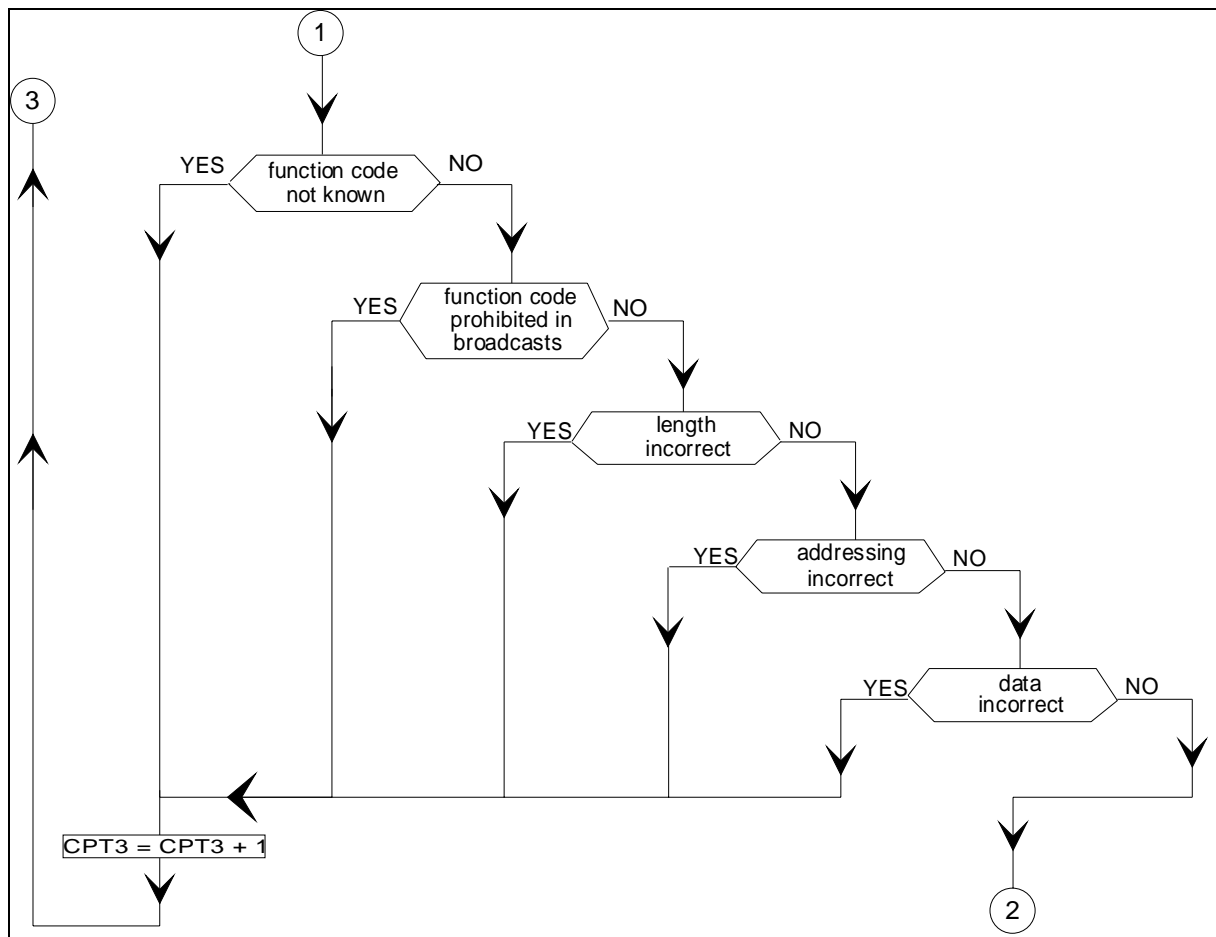 1
3
YES
function code
not known
NO
YES
function code
prohibited in
broadcasts
NO
YES
length
incorrect
NO
YES
addressing
incorrect
NO
YES
data
incorrect
NO
CPT3 = CPT3 + 1
2